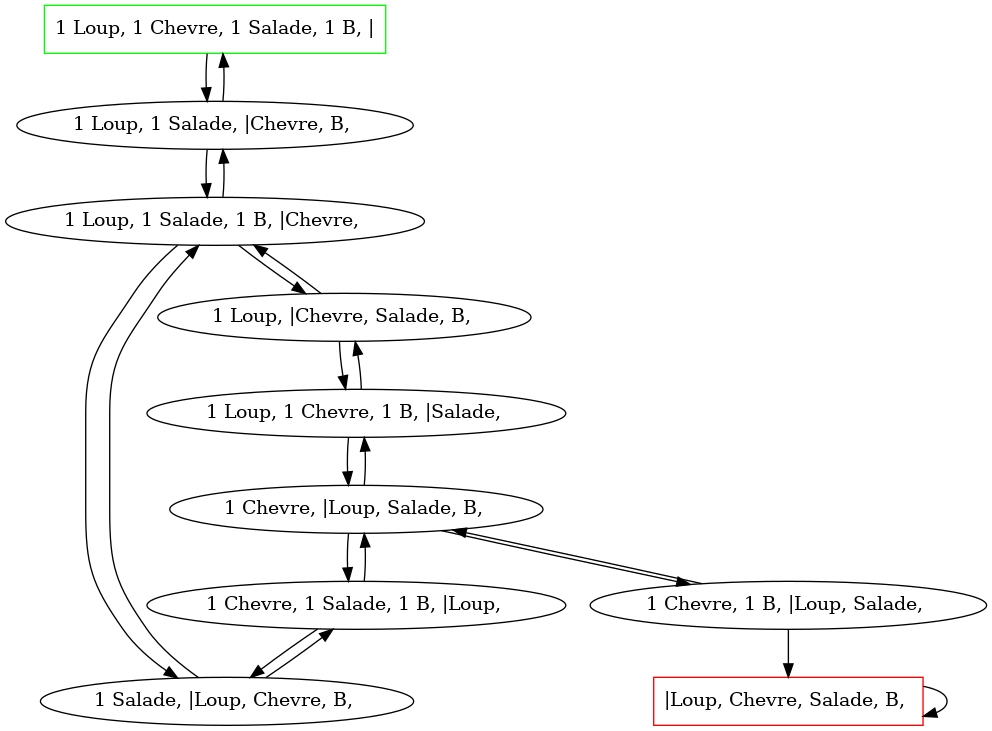 1 Loup, 1 Chevre, 1 Salade, 1 B, |
1 Loup, 1 Salade, |Chevre, B,
1 Loup, 1 Salade, 1 B, |Chevre,
1 Loup, |Chevre, Salade, B,
1 Loup, 1 Chevre, 1 B, |Salade,
1 Chevre, |Loup, Salade, B,
1 Chevre, 1 Salade, 1 B, |Loup,
1 Chevre, 1 B, |Loup, Salade,
1 Salade, |Loup, Chevre, B,
|Loup, Chevre, Salade, B,